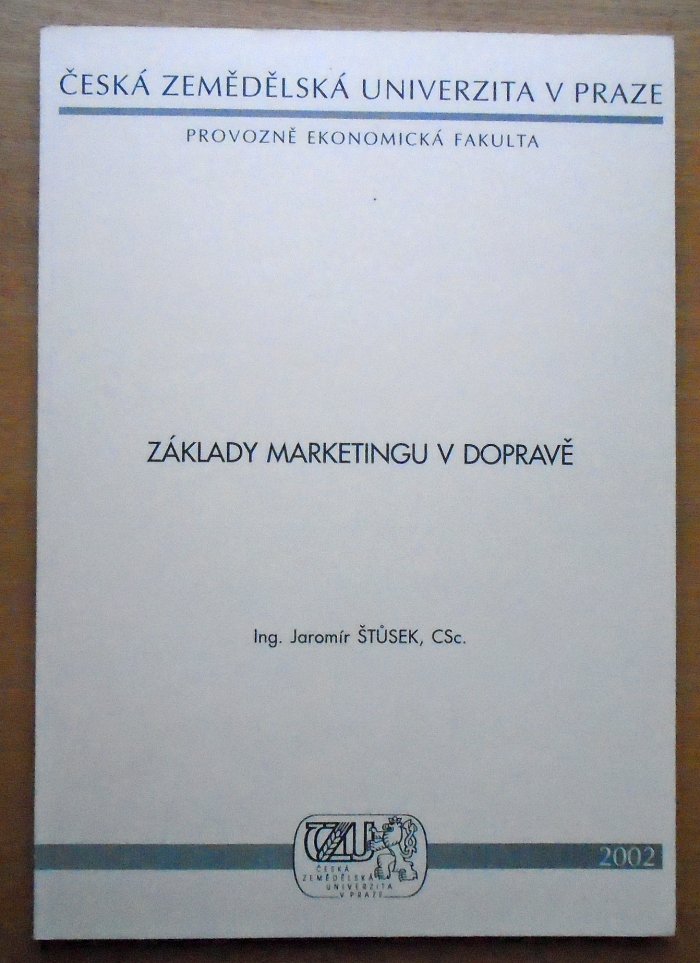 ČESKÁ ZEMĚDĚLSKÁ UNIVERZITA V PRAZE
PROVOZNĚ EKONOMICKÁ FAKULTA
ZÁKLADY MARKETINGU V DOPRAVĚ
Ing. Jaromír ŠTŮSEK, CSc.
ČZU
ČESKÁ
ZEMĚDĚLSKÁ
UNIVERZITA
V PRAZE
2002